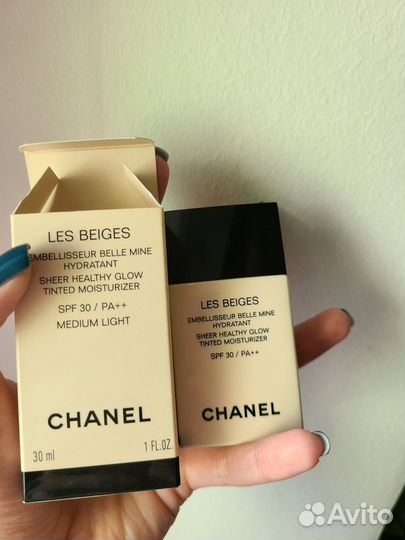 LES BEIGES
EMBELLISSEUR BELLE MINE
HYDRATANT
SHEER HEALTHY GLOW
TINTED MOISTURIZER
SPF 30 / PA++
MEDIUM LIGHT
CHANEL
30 ml 1 FL.OZ.
LES BEIGES
EMBELLISSEUR BELLE MINE
HYDRATANT
SHEER HEALTHY GLOW
TINTED MOISTURIZER
SPF 30 / PA++
CHANEL
Avito